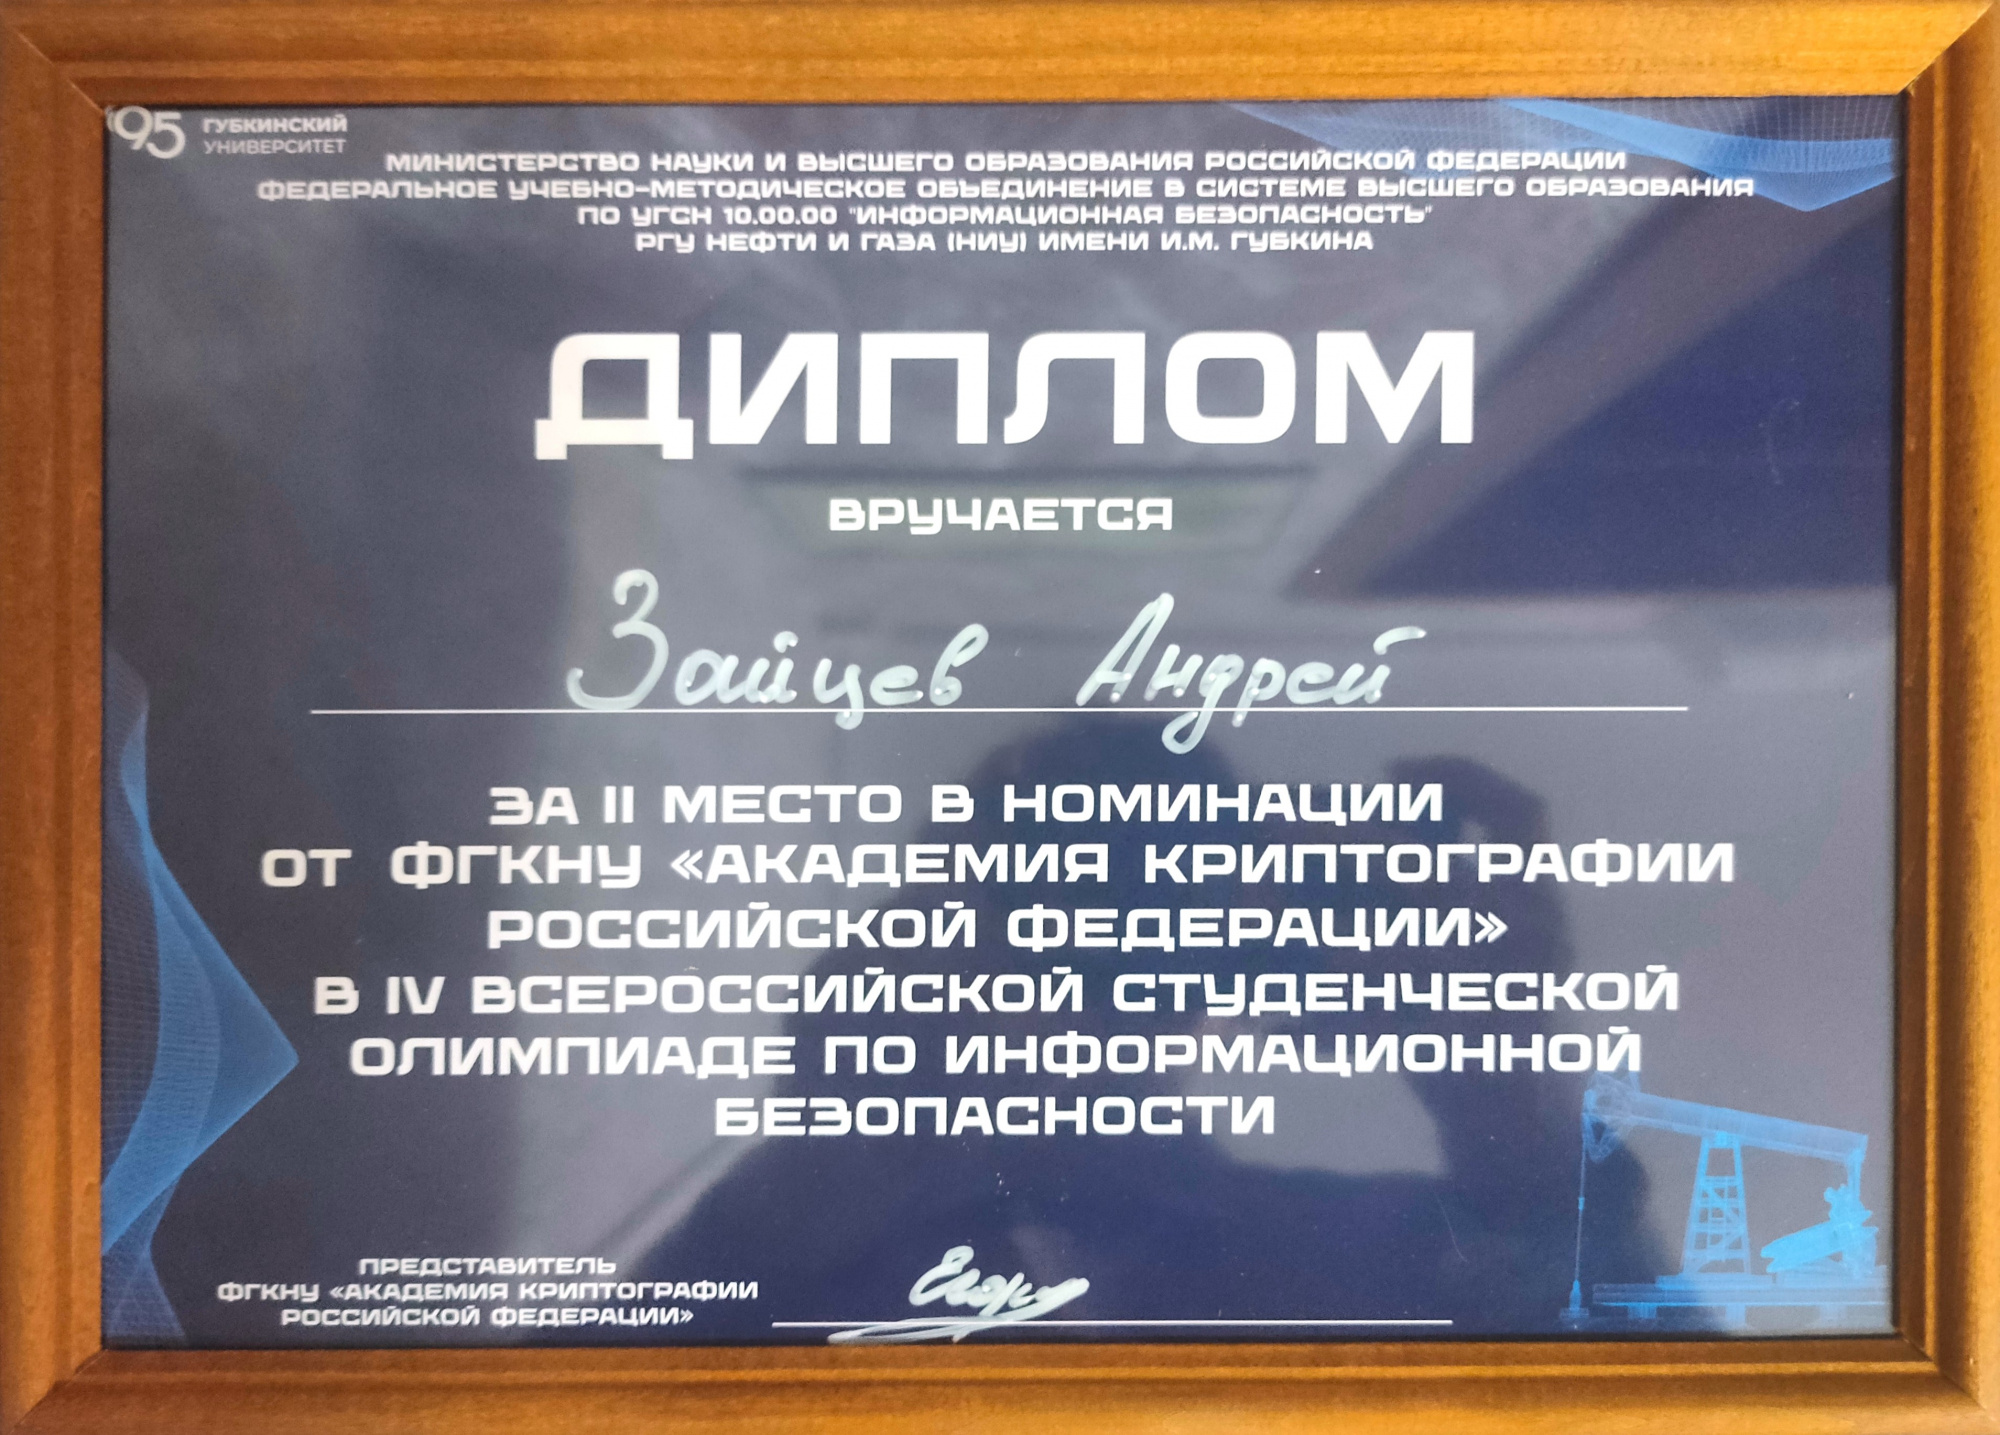 95 ГУБКИНСКИЙ
УНИВЕРСИТЕТ
МИНИСТЕРСТВО НАУКИ И ВЫСШЕГО ОБРАЗОВАНИЯ РОССИЙСКОЙ ФЕДЕРАЦИИ
ФЕДЕРАЛЬНОЕ УЧЕБНО-МЕТОДИЧЕСКОЕ ОБЪЕДИНЕНИЕ В СИСТЕМЕ ВЫСШЕГО ОБРАЗОВАНИЯ
ПО УГСН 10.00.00 "ИНФОРМАЦИОННАЯ БЕЗОПАСНОСТЬ"
РГУ НЕФТИ И ГАЗА (НИУ) ИМЕНИ И.М. ГУБКИНА
ДИПЛОМ
ВРУЧАЕТСЯ
Зайцев Андрей
ЗА II МЕСТО В НОМИНАЦИИ
ОТ ФГКНУ «АКАДЕМИЯ КРИПТОГРАФИИ
РОССИЙСКОЙ ФЕДЕРАЦИИ»
В IV ВСЕРОССИЙСКОЙ СТУДЕНЧЕСКОЙ
ОЛИМПИАДЕ ПО ИНФОРМАЦИОННОЙ
БЕЗОПАСНОСТИ
ПРЕДСТАВИТЕЛЬ
ФГКНУ «АКАДЕМИЯ КРИПТОГРАФИИ
РОССИЙСКОЙ ФЕДЕРАЦИИ»